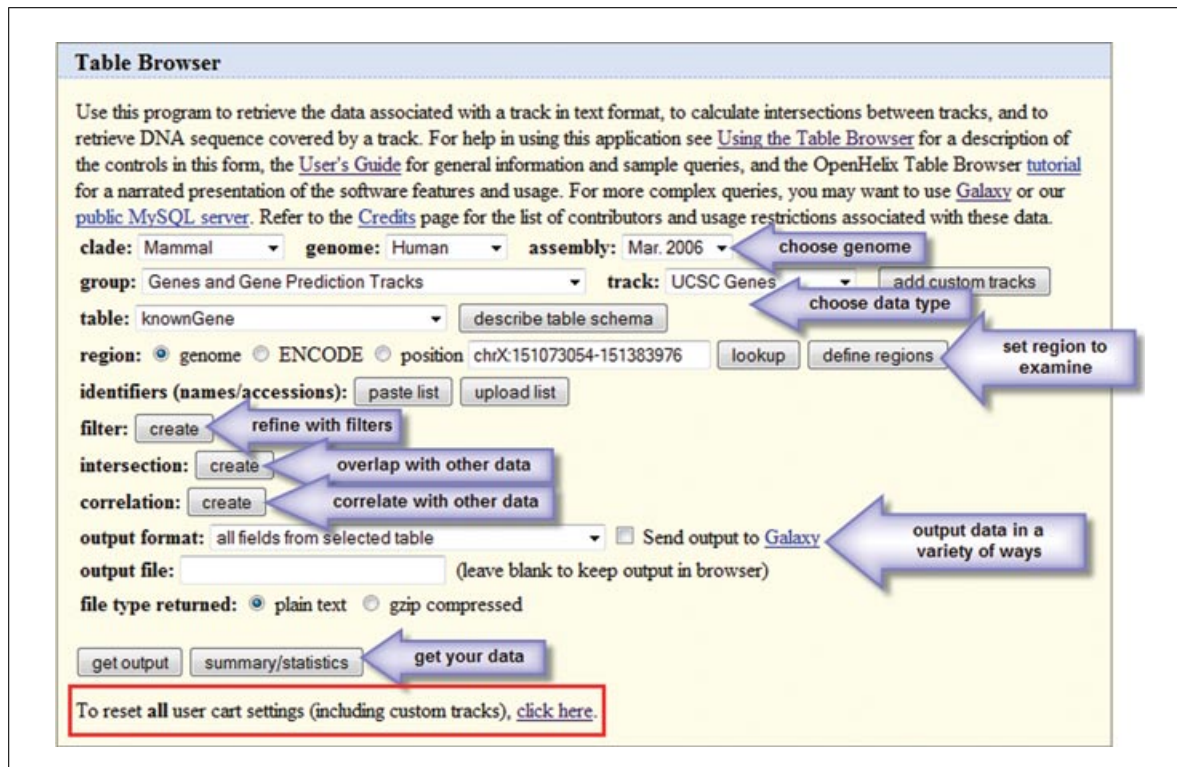 Table Browser
Use this program to retrieve the data associated with a track in text format, to calculate intersections between tracks, and to
retrieve DNA sequence covered by a track. For help in using this application see Using the Table Browser for a description of
the controls in this form, the User's Guide for general information and sample queries, and the OpenHelix Table Browser tutorial
for a narrated presentation of the software features and usage. For more complex queries, you may want to use Galaxy or our
public MySQL server. Refer to the Credits page for the list of contributors and usage restrictions associated with these data.
clade: Mammal genome: Human assembly: Mar. 2006 choose genome
group: Genes and Gene Prediction Tracks track: UCSC Genes add custom tracks
choose data type
table: knownGene describe table schema
region: genome ENCODE position chrX:151073054-151383976 lookup define regions
set region to
examine
identifiers (names/accessions): paste list upload list
filter: create refine with filters
intersection: create overlap with other data
correlation: create correlate with other data
output format: all fields from selected table Send output to Galaxy
output data in a
variety of ways
output file: (leave blank to keep output in browser)
file type returned: plain text gzip compressed
get output summary/statistics get your data
To reset all user cart settings (including custom tracks), click here.